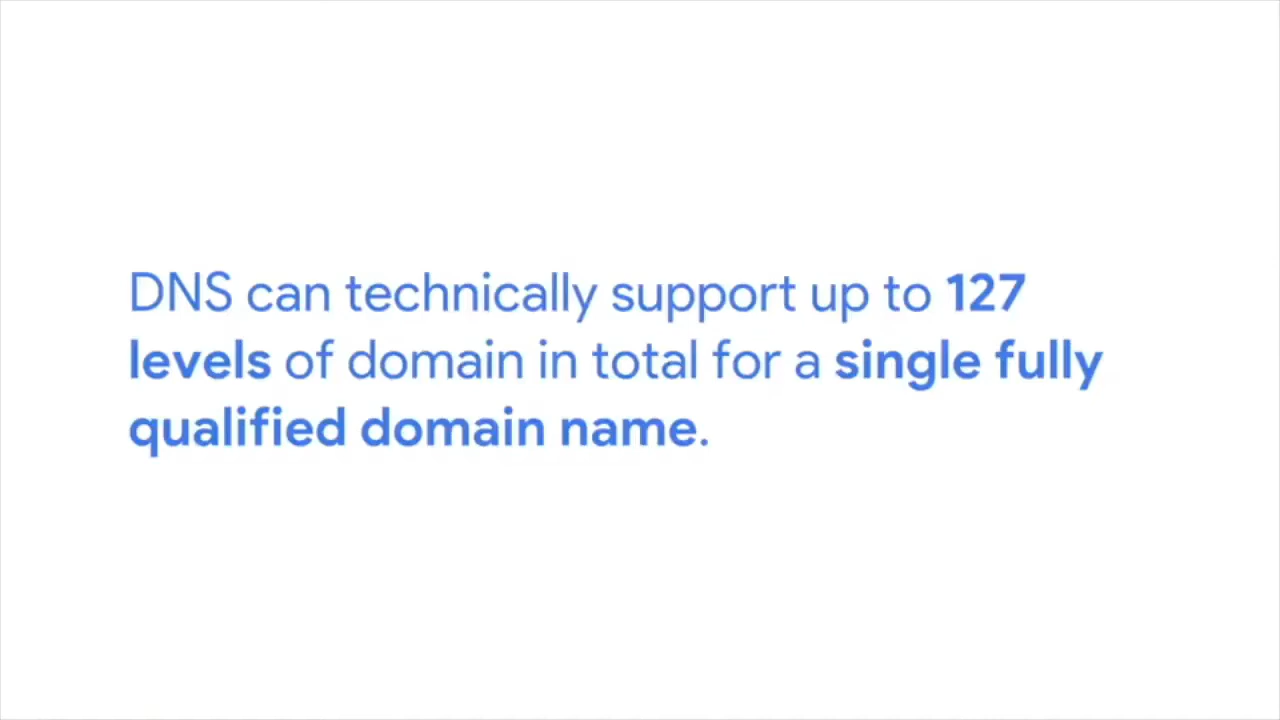 DNS can technically support up to 127
levels of domain in total for a single fully
qualified domain name.